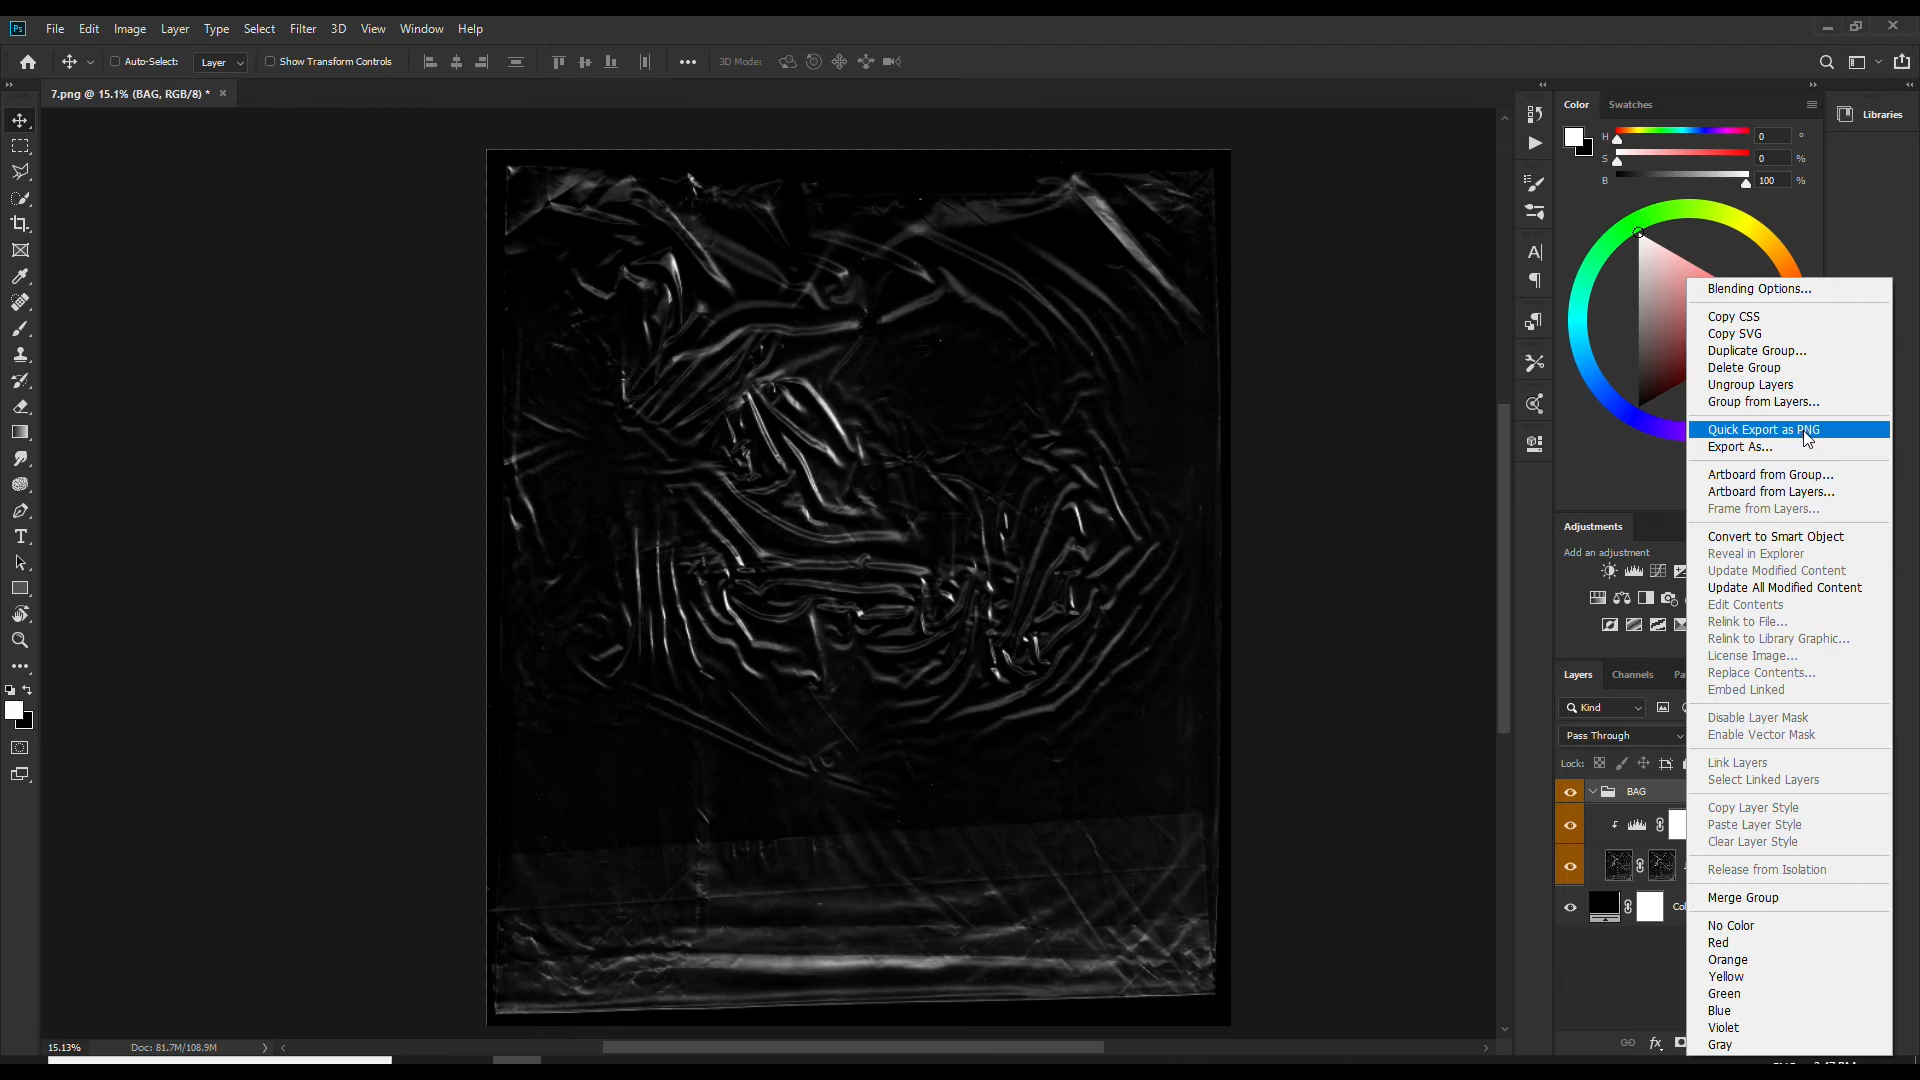 Ps File Edit Image Layer Type Select Filter 3D View Window Help
Auto-Select: Layer Show Transform Controls 3D Mode:
7.png @ 15.1% (BAG, RGB/8) *
Color Swatches
Libraries
H 0 °
S 0 %
B 100 %
Blending Options...
Copy CSS
Copy SVG
Duplicate Group...
Delete Group
Ungroup Layers
Group from Layers...
Quick Export as PNG
Export As...
Artboard from Group...
Artboard from Layers...
Frame from Layers...
Convert to Smart Object
Reveal in Explorer
Update Modified Content
Update All Modified Content
Edit Contents
Relink to File...
Relink to Library Graphic...
License Image...
Replace Contents...
Embed Linked
Disable Layer Mask
Enable Vector Mask
Link Layers
Select Linked Layers
Copy Layer Style
Paste Layer Style
Clear Layer Style
Release from Isolation
Merge Group
No Color
Red
Orange
Yellow
Green
Blue
Violet
Gray
Adjustments
Add an adjustment
Layers Channels Pa
Kind
Pass Through
Lock:
BAG
Col
fx
15.13% Doc: 81.7M/108.9M